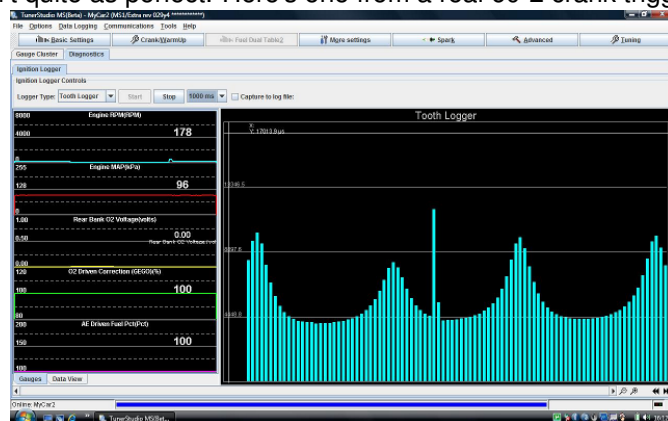 t quite as perfect. Here's one from a real 36-2 crank trigg
TunerStudio MS(Beta) - MyCar2 (MS1/Extra rev 029y4 ************)
File Options Data Logging Communications Tools Help
Basic Settings Crank/WarmUp Fuel Dual Table2 More settings Spark Advanced Tuning
Gauge Cluster Diagnostics
Ignition Logger
Ignition Logger Controls
Logger Type: Tooth Logger Start Stop 1000 ms Capture to log file:
Tooth Logger
X:
Y: 17013.9µs
8000 Engine RPM(RPM)
4000 178
0
255 Engine MAP(kPa)
128 96
0
1.00 Rear Bank O2 Voltage(volts)
0.50 0.00
0.00
120 O2 Driven Correction (GEGO)(%)
100 100
80
200 AE Driven Fuel Pct(Pct)
150 100
100
Gauges Data View
Online: MyCar2
TunerStudio MS(Bet...